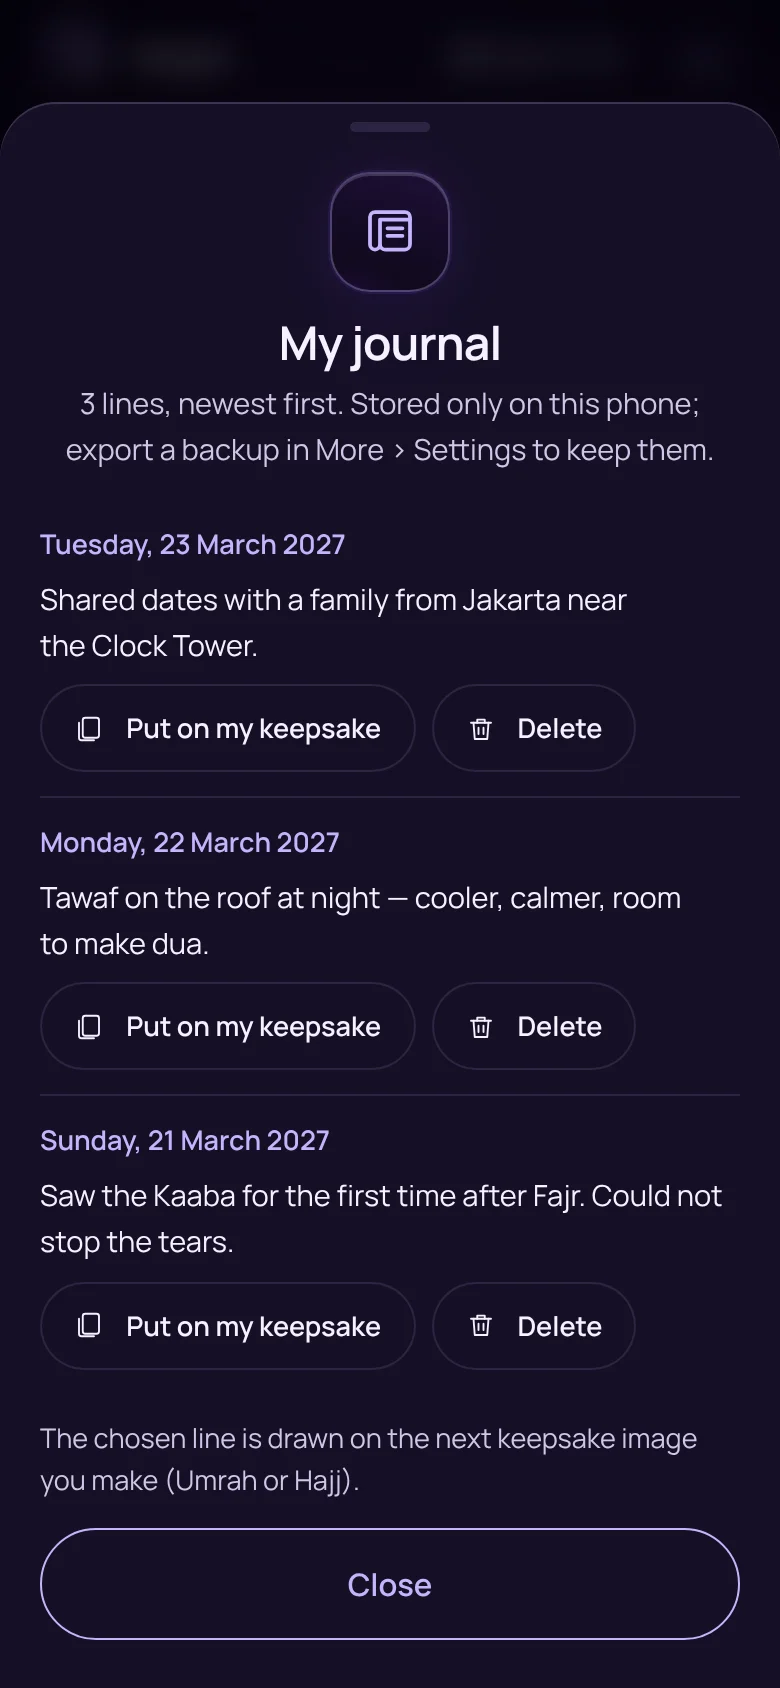 My journal
3 lines, newest first. Stored only on this phone;
export a backup in More > Settings to keep them.
Tuesday, 23 March 2027
Shared dates with a family from Jakarta near
the Clock Tower.
Put on my keepsake
Delete
Monday, 22 March 2027
Tawaf on the roof at night — cooler, calmer, room
to make dua.
Put on my keepsake
Delete
Sunday, 21 March 2027
Saw the Kaaba for the first time after Fajr. Could not
stop the tears.
Put on my keepsake
Delete
The chosen line is drawn on the next keepsake image
you make (Umrah or Hajj).
Close